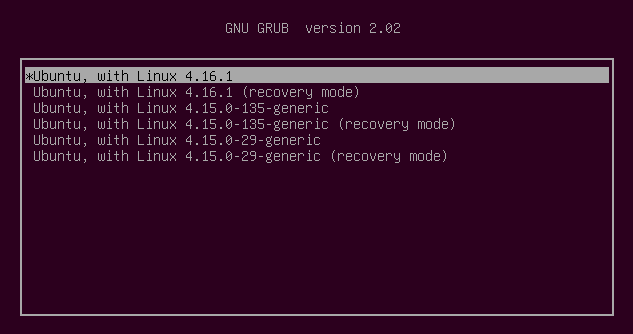 GNU GRUB  version 2.02
*Ubuntu, with Linux 4.16.1
Ubuntu, with Linux 4.16.1 (recovery mode)
Ubuntu, with Linux 4.15.0-135-generic
Ubuntu, with Linux 4.15.0-135-generic (recovery mode)
Ubuntu, with Linux 4.15.0-29-generic
Ubuntu, with Linux 4.15.0-29-generic (recovery mode)